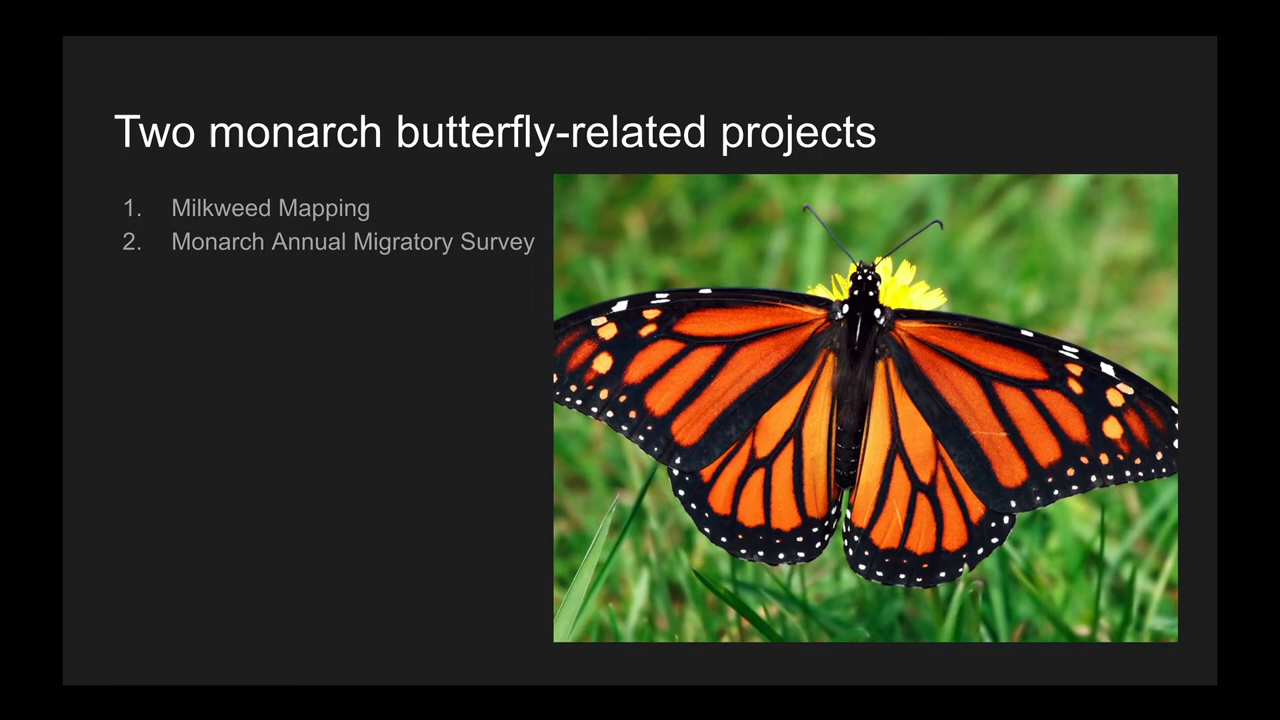 Two monarch butterfly-related projects
1. Milkweed Mapping
2. Monarch Annual Migratory Survey